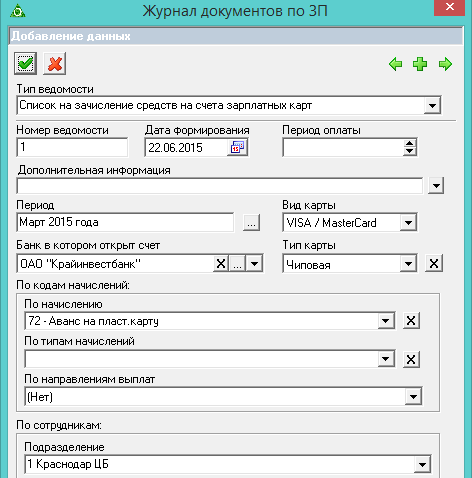 Журнал документов по ЗП
Добавление данных
Тип ведомости
Список на зачисление средств на счета зарплатных карт
Номер ведомости Дата формирования Период оплаты
1 22.06.2015
Дополнительная информация
Период Вид карты
Март 2015 года ... VISA / MasterCard
Банк в котором открыт счет Тип карты
ОАО "Крайинвестбанк" X ... Чиповая X
По кодам начислений:
По начислению
72 - Аванс на пласт.карту X
По типам начислений
X
По направлениям выплат
(Нет)
По сотрудникам:
Подразделение
1 Краснодар ЦБ